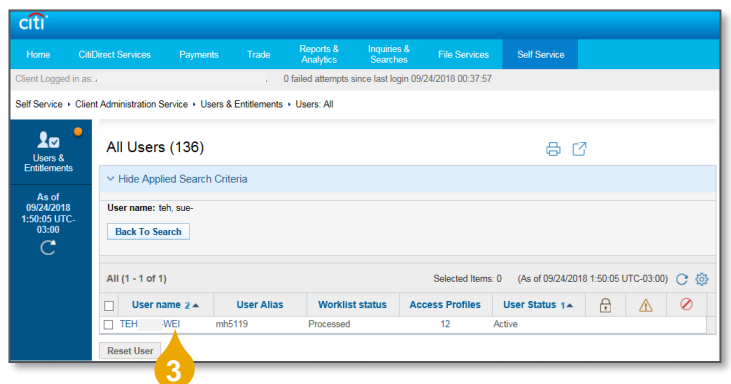 citi
Home CitiDirect Services Payments Trade Reports & Analytics Inquiries & Searches File Services Self Service
Client Logged in as: 0 failed attempts since last login 09/24/2018 00:37:57
Self Service • Client Administration Service • Users & Entitlements • Users: All
Users & Entitlements
As of 09/24/2018 1:50:05 UTC-03:00
All Users (136)
Hide Applied Search Criteria
User name: teh, sue-
Back To Search
All (1 - 1 of 1) Selected Items: 0 (As of 09/24/2018 1:50:05 UTC-03:00)
User name 2 User Alias Worklist status Access Profiles User Status 1
TEH -WEI mh5119 Processed 12 Active
Reset User
3